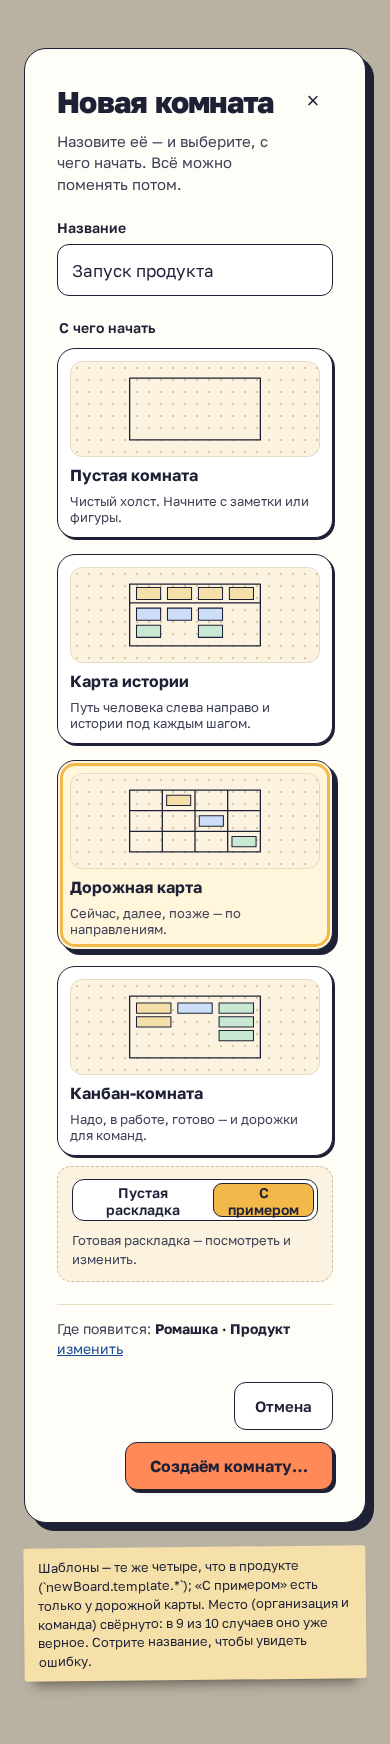 Новая комната
×
Назовите её — и выберите, с
чего начать. Всё можно
поменять потом.
Название
Запуск продукта
С чего начать
Пустая комната
Чистый холст. Начните с заметки или
фигуры.
Карта истории
Путь человека слева направо и
истории под каждым шагом.
Дорожная карта
Сейчас, далее, позже — по
направлениям.
Канбан-комната
Надо, в работе, готово — и дорожки
для команд.
Пустая
раскладка
С
примером
Готовая раскладка — посмотреть и
изменить.
Где появится: Ромашка · Продукт
изменить
Отмена
Создаём комнату…
Шаблоны — те же четыре, что в продукте
(`newBoard.template.*`); «С примером» есть
только у дорожной карты. Место (организация и
команда) свёрнуто: в 9 из 10 случаев оно уже
верное. Сотрите название, чтобы увидеть
ошибку.